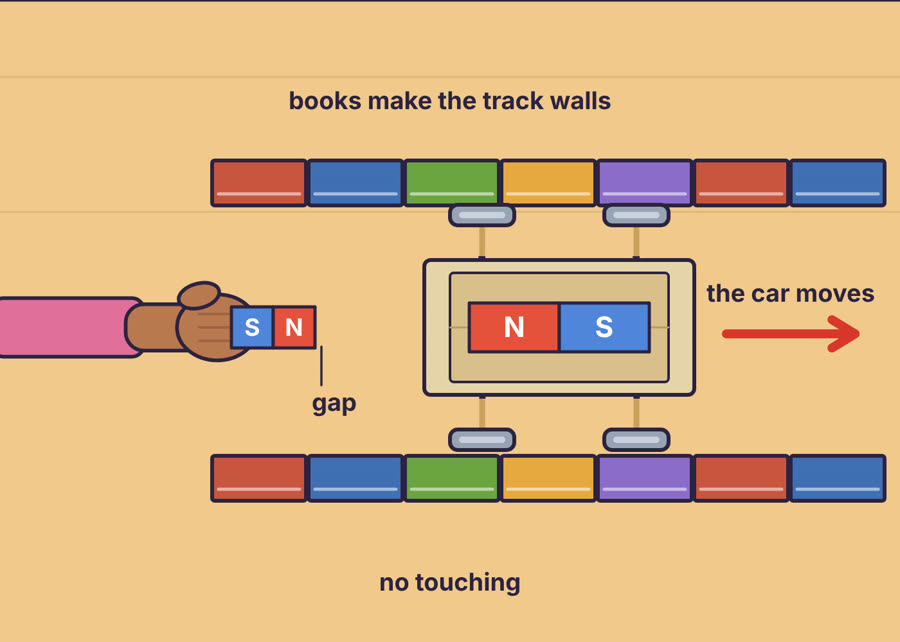 books make the track walls
the car moves
S N
N S
gap
no touching